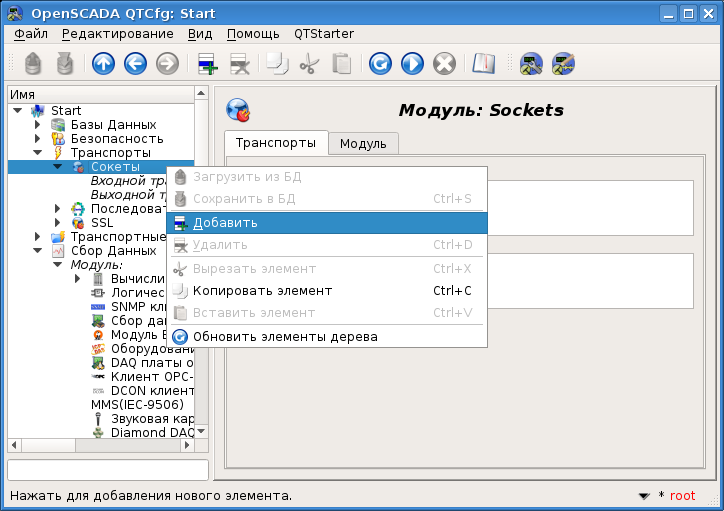 OpenSCADA QTCfg: Start
Файл Редактирование Вид Помощь QTStarter
Имя
Start
Базы Данных
Безопасность
Транспорты
Сокеты
Входной тра
Выходной т
Последоват
SSL
Транспортные
Сбор Данных
Модуль:
Вычисли
Логичес
SNMP кли
Сбор дан
Модуль
Оборудовани
DAQ платы о
Клиент OPC-
DCON клиент
MMS(IEC-9506)
Звуковая кар
Diamond DAQ
Модуль: Sockets
Транспорты Модуль
Загрузить из БД
Сохранить в БД Ctrl+S
Добавить
Удалить Ctrl+D
Вырезать элемент Ctrl+X
Копировать элемент Ctrl+C
Вставить элемент Ctrl+V
Обновить элементы дерева
Нажать для добавления нового элемента.
* root